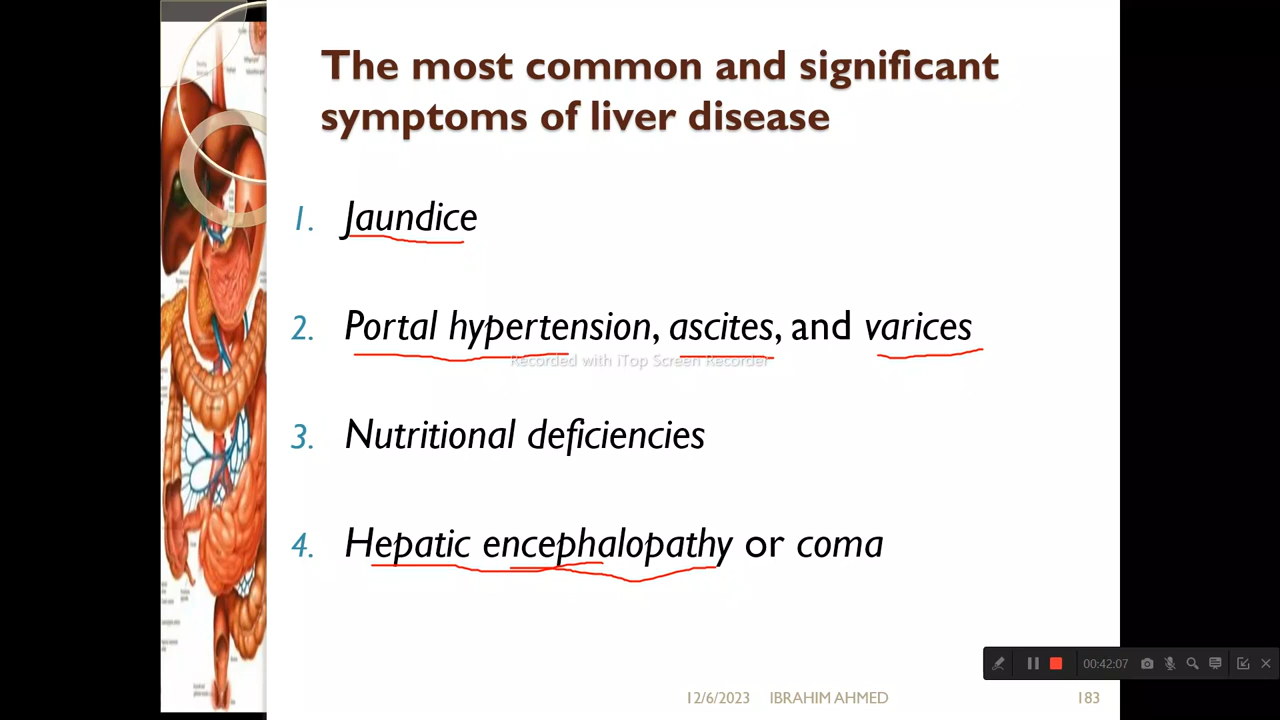 The most common and significant
symptoms of liver disease
1. Jaundice
2. Portal hypertension, ascites, and varices
Recorded with iTop Screen Recorder
3. Nutritional deficiencies
4. Hepatic encephalopathy or coma
00:42:07
12/6/2023 IBRAHIM AHMED 183